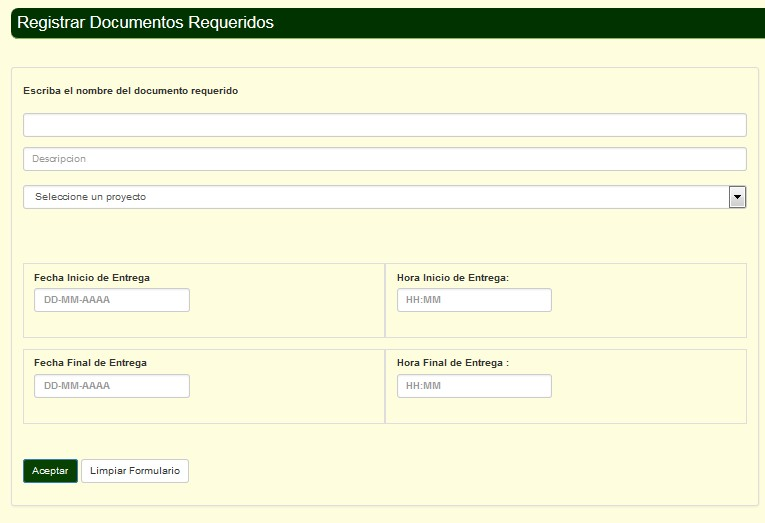 Registrar Documentos Requeridos
Escriba el nombre del documento requerido
Descripcion
Seleccione un proyecto
Fecha Inicio de Entrega
Hora Inicio de Entrega:
DD-MM-AAAA
HH:MM
Fecha Final de Entrega
Hora Final de Entrega :
DD-MM-AAAA
HH:MM
Aceptar
Limpiar Formulario